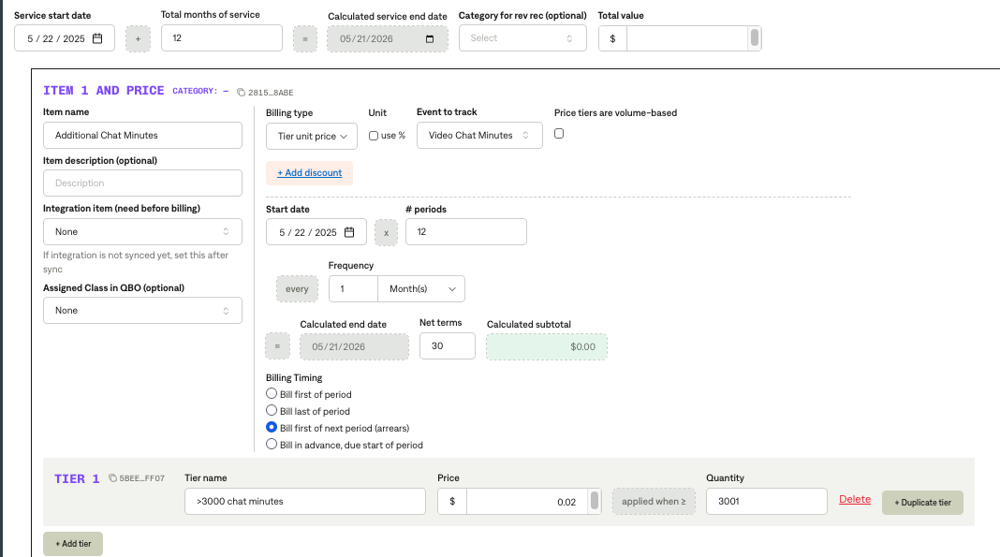 Service start date
Total months of service
Calculated service end date
Category for rev rec (optional)
Total value
5 / 22 / 2025
+
12
=
05/21/2026
Select
$
ITEM 1 AND PRICE CATEGORY: – 2815…8ABE
Item name
Additional Chat Minutes
Item description (optional)
Description
Integration item (need before billing)
None
If integration is not synced yet, set this after
sync
Assigned Class in QBO (optional)
None
Billing type
Unit
Event to track
Price tiers are volume-based
Tier unit price
use %
Video Chat Minutes
+ Add discount
Start date
# periods
5 / 22 / 2025
x
12
Frequency
every
1
Month(s)
Calculated end date
Net terms
Calculated subtotal
=
05/21/2026
30
$0.00
Billing Timing
Bill first of period
Bill last of period
Bill first of next period (arrears)
Bill in advance, due start of period
TIER 1 5BEE…FF07
Tier name
Price
Quantity
>3000 chat minutes
$
0.02
applied when ≥
3001
Delete
+ Duplicate tier
+ Add tier